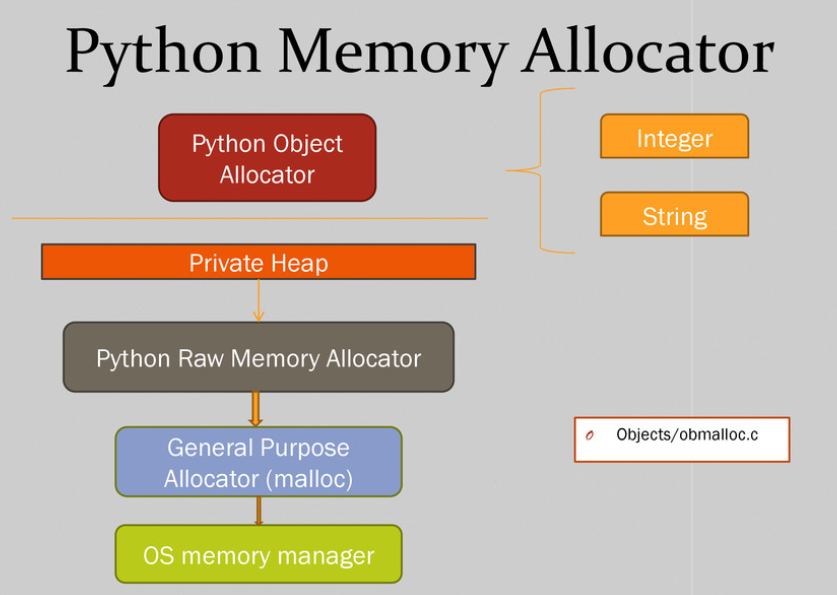 Python Memory Allocator
Python Object
Allocator
Integer
String
Private Heap
Python Raw Memory Allocator
General Purpose
Allocator (malloc)
Objects/obmalloc.c
OS memory manager